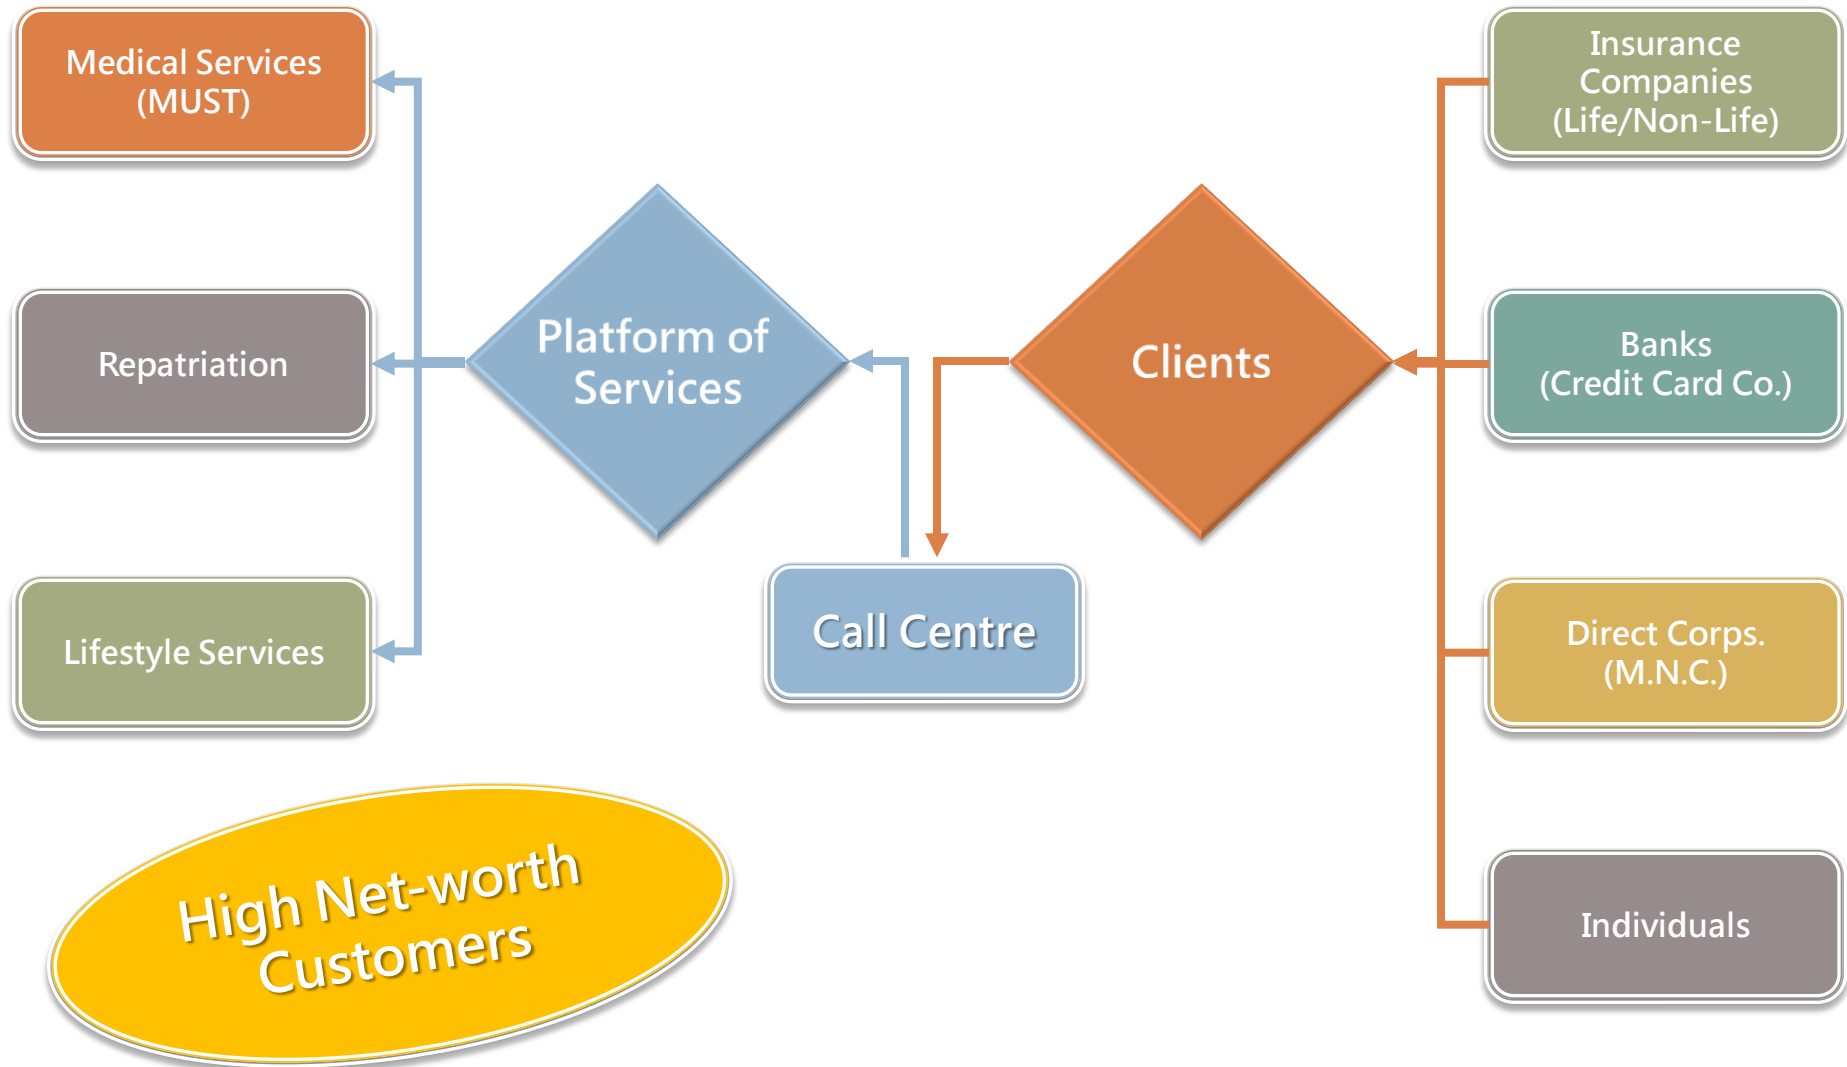 Medical Services
(MUST)
Repatriation
Lifestyle Services
Platform of
Services
Call Centre
Clients
Insurance
Companies
(Life/Non-Life)
Banks
(Credit Card Co.)
Direct Corps.
(M.N.C.)
Individuals
High Net-worth
Customers